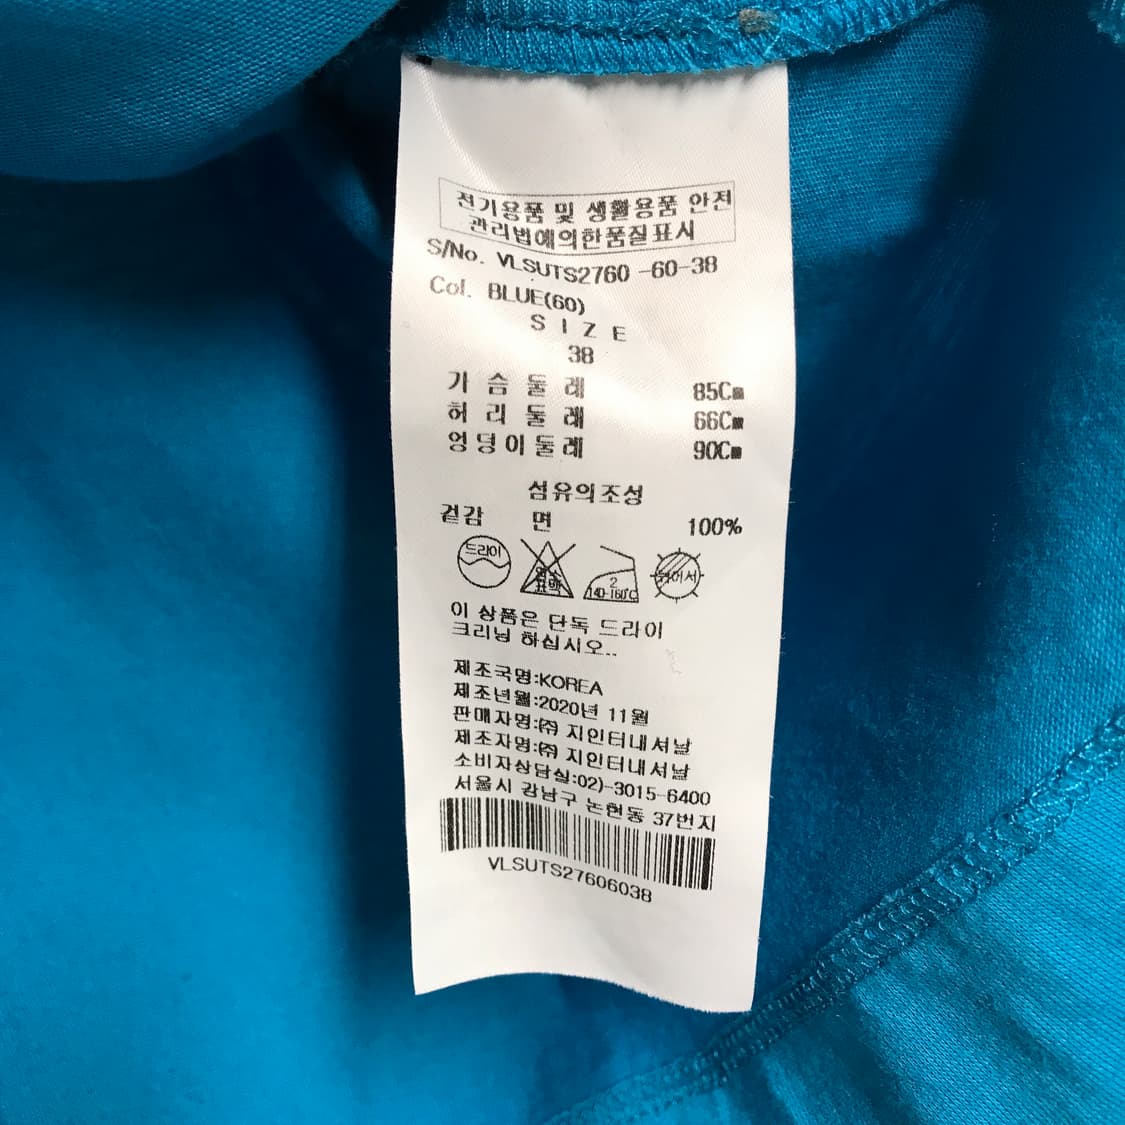 전기용품 및 생활용품 안전
관리법에의한품질표시
S/No. VLSUTS2760 -60-38
Col. BLUE(60)
S I Z E
38
가 슴 둘 레 85Cm
허 리 둘 레 66Cm
엉덩이둘레 90Cm
섬유의조성
겉감 면 100%
드라이 염소 표백 2 140-160℃ 뉘어서
이 상품은 단독 드라이
크리닝 하십시오..
제조국명:KOREA
제조년월:2020년 11월
판매자명:㈜ 지인터내셔날
제조자명:㈜ 지인터내셔날
소비자상담실:02)-3015-6400
서울시 강남구 논현동 37번지
VLSUTS27606038